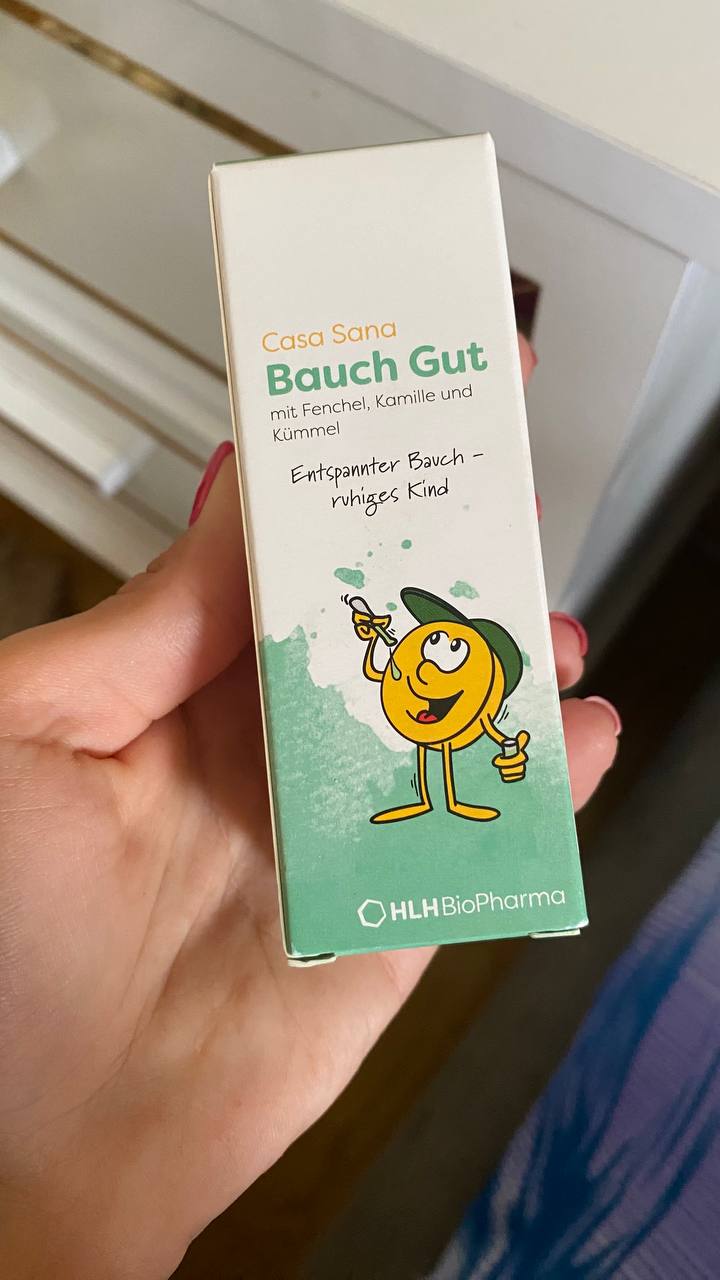 Casa Sana
Bauch Gut
mit Fenchel, Kamille und
Kümmel
Entspannter Bauch –
ruhiges Kind
HLH BioPharma